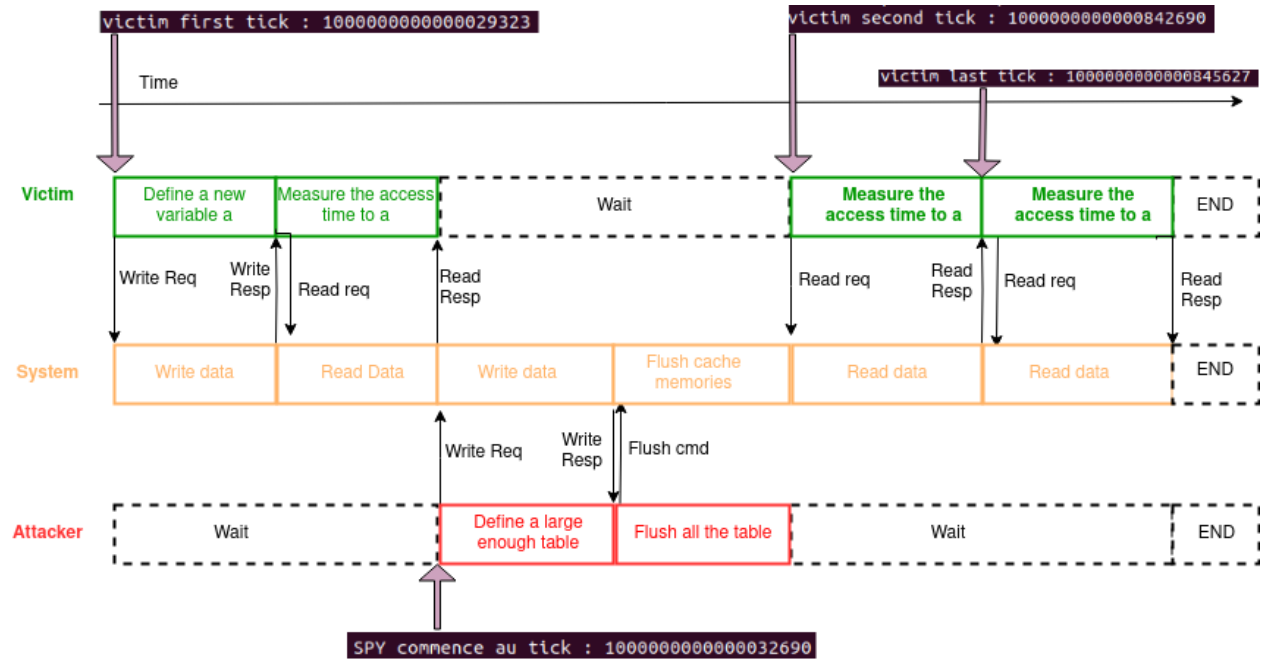 victim first tick : 1000000000000029323
victim second tick : 1000000000000842690
victim last tick : 1000000000000845627
Time
Victim
Define a new
variable a
Measure the access
time to a
Wait
Measure the
access time to a
Measure the
access time to a
END
Write Req
Write
Resp
Read req
Read
Resp
Read req
Read
Resp
Read req
Read
Resp
System
Write data
Read Data
Write data
Flush cache
memories
Read data
Read data
END
Write Req
Write
Resp
Flush cmd
Attacker
Wait
Define a large
enough table
Flush all the table
Wait
END
SPY commence au tick : 1000000000000032690